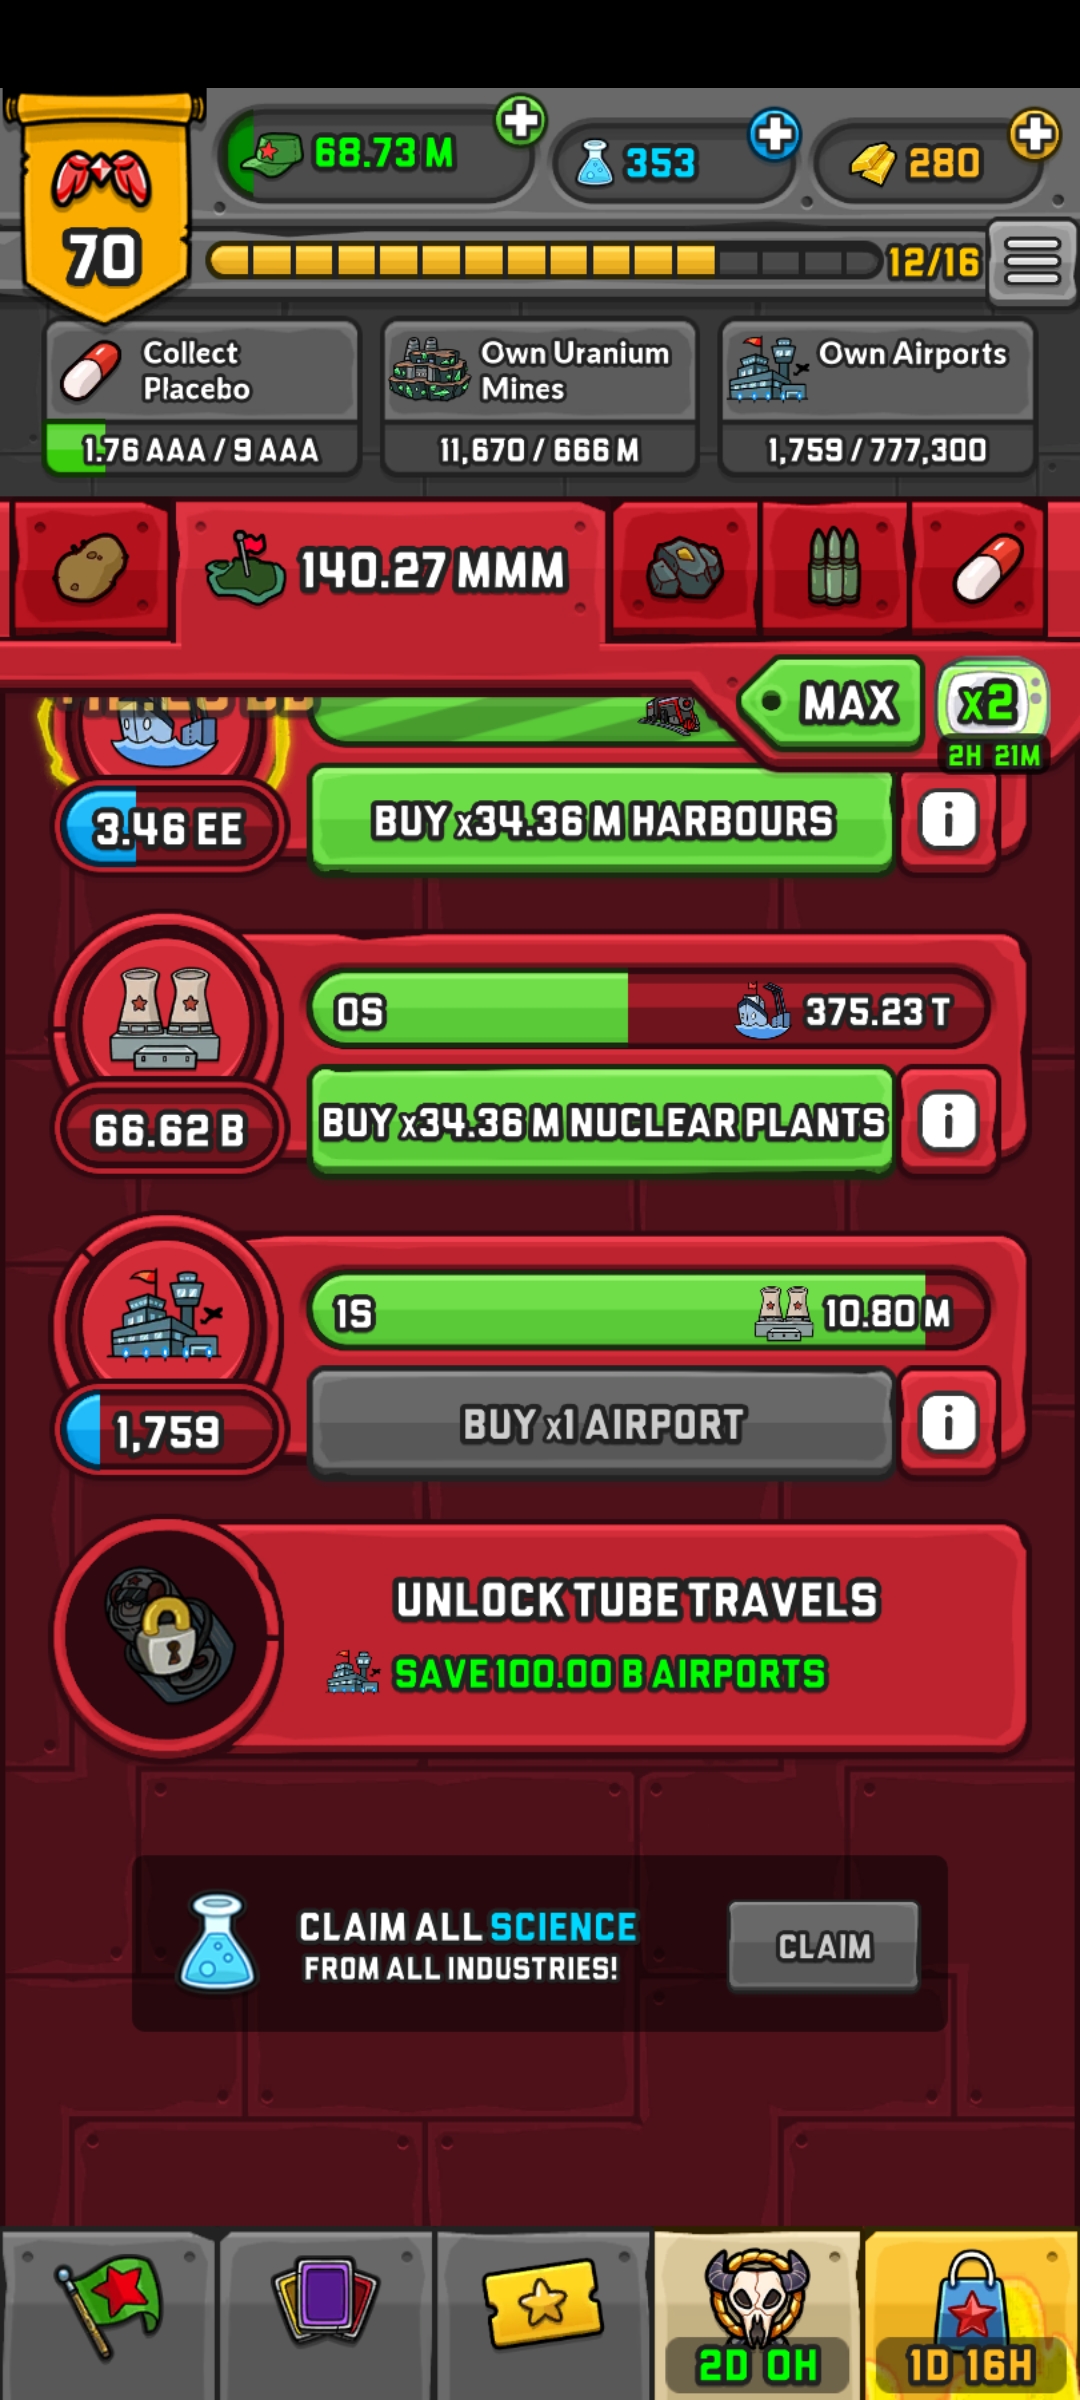 68.73 M
353
280
70
12/16
Collect
Placebo
Own Uranium
Mines
Own Airports
1.76 AAA / 9 AAA
11,670 / 666 M
1,759 / 777,300
140.27 MMM
MAX
x2
2H 21M
3.46 EE
BUY x34.36 M HARBOURS
i
0S
375.23 T
66.62 B
BUY x34.36 M NUCLEAR PLANTS
i
1S
10.80 M
1,759
BUY x1 AIRPORT
i
UNLOCK TUBE TRAVELS
SAVE 100.00 B AIRPORTS
CLAIM ALL SCIENCE
FROM ALL INDUSTRIES!
CLAIM
2D 0H
1D 16H